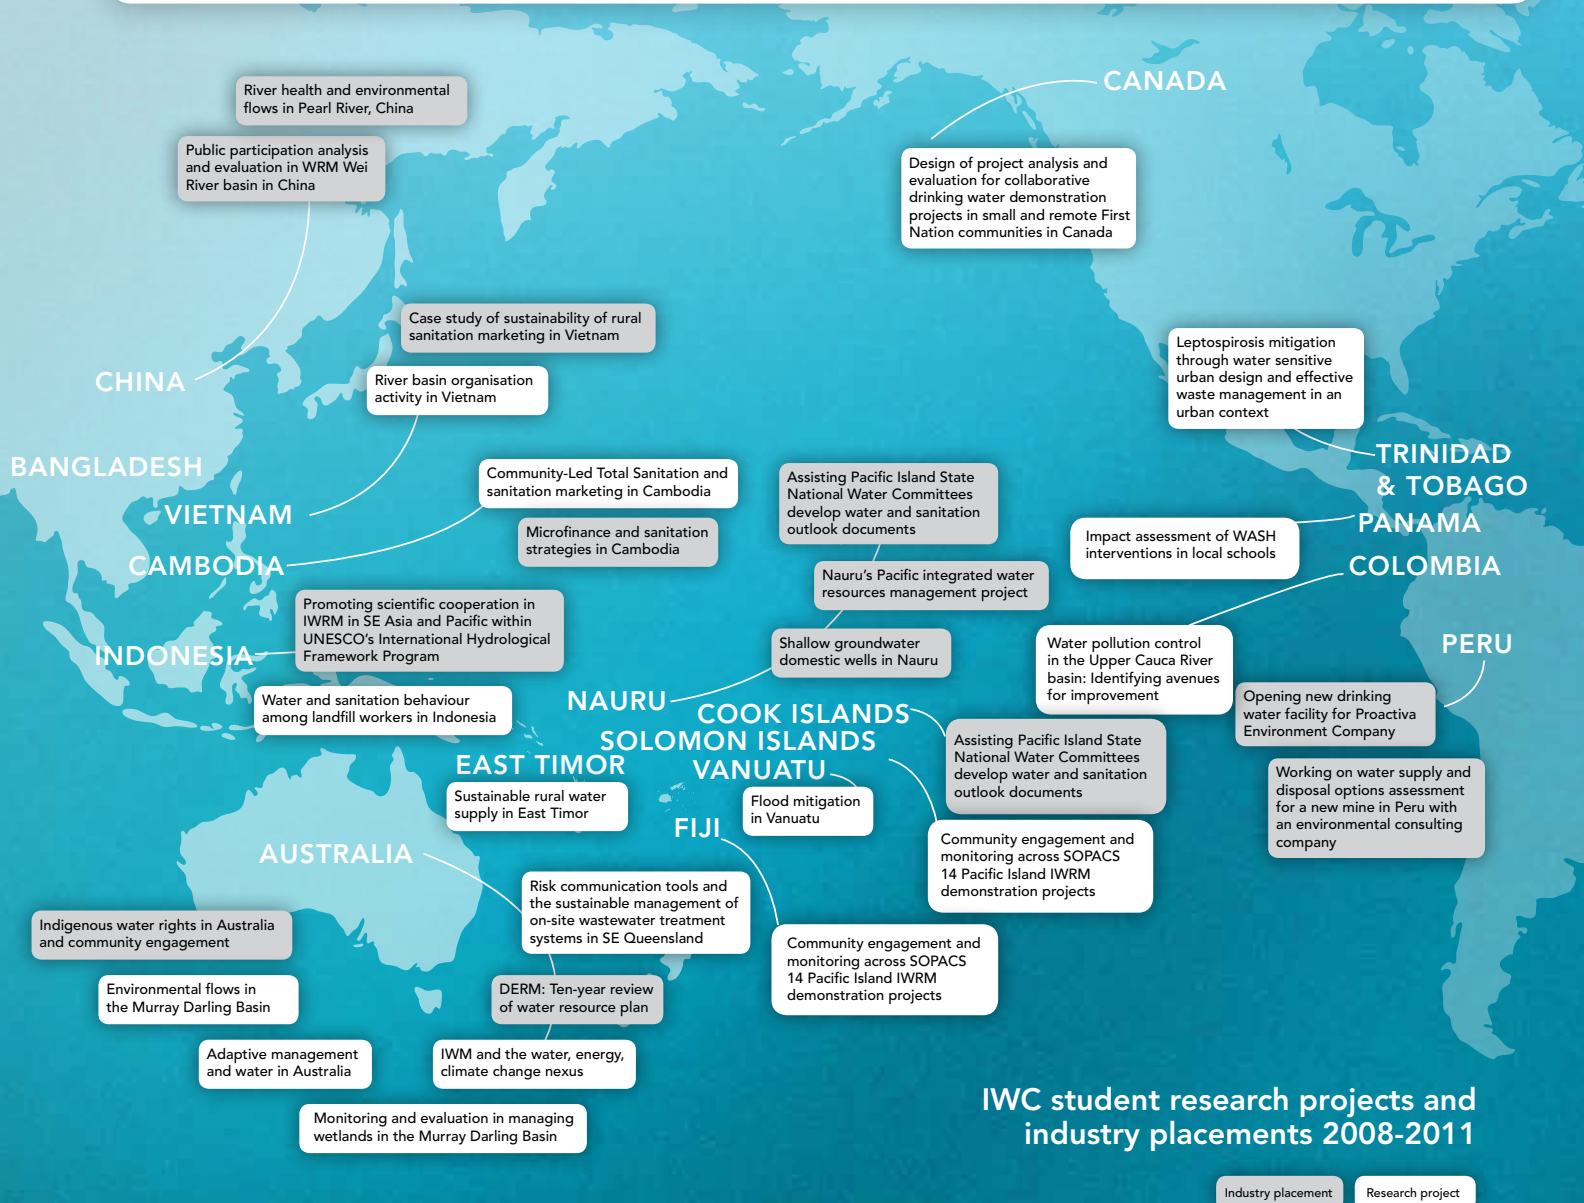 River health and environmental
flows in Pearl River, China
Public participation analysis
and evaluation in WRM Wei
River basin in China
CHINA
CANADA
Design of project analysis and
evaluation for collaborative
drinking water demonstration
projects in small and remote First
Nation communities in Canada
Case study of sustainability of rural
sanitation marketing in Vietnam
River basin organisation
activity in Vietnam
BANGLADESH
VIETNAM
Community-Led Total Sanitation and
sanitation marketing in Cambodia
Microfinance and sanitation
strategies in Cambodia
CAMBODIA
Leptospirosis mitigation
through water sensitive
urban design and effective
waste management in an
urban context
TRINIDAD
& TOBAGO
Impact assessment of WASH
interventions in local schools
PANAMA
COLOMBIA
Water pollution control
in the Upper Cauca River
basin: Identifying avenues
for improvement
PERU
Opening new drinking
water facility for Proactiva
Environment Company
Working on water supply and
disposal options assessment
for a new mine in Peru with
an environmental consulting
company
Assisting Pacific Island State
National Water Committees
develop water and sanitation
outlook documents
Nauru's Pacific integrated water
resources management project
Shallow groundwater
domestic wells in Nauru
NAURU
Promoting scientific cooperation in
IWRM in SE Asia and Pacific within
UNESCO's International Hydrological
Framework Program
INDONESIA
Water and sanitation behaviour
among landfill workers in Indonesia
COOK ISLANDS
SOLOMON ISLANDS
VANUATU
Assisting Pacific Island State
National Water Committees
develop water and sanitation
outlook documents
EAST TIMOR
Sustainable rural water
supply in East Timor
Flood mitigation
in Vanuatu
FIJI
Community engagement and
monitoring across SOPACS
14 Pacific Island IWRM
demonstration projects
Community engagement and
monitoring across SOPACS
14 Pacific Island IWRM
demonstration projects
AUSTRALIA
Risk communication tools and
the sustainable management of
on-site wastewater treatment
systems in SE Queensland
Indigenous water rights in Australia
and community engagement
Environmental flows in
the Murray Darling Basin
DERM: Ten-year review
of water resource plan
Adaptive management
and water in Australia
IWM and the water, energy,
climate change nexus
Monitoring and evaluation in managing
wetlands in the Murray Darling Basin
IWC student research projects and
industry placements 2008-2011
Industry placement
Research project